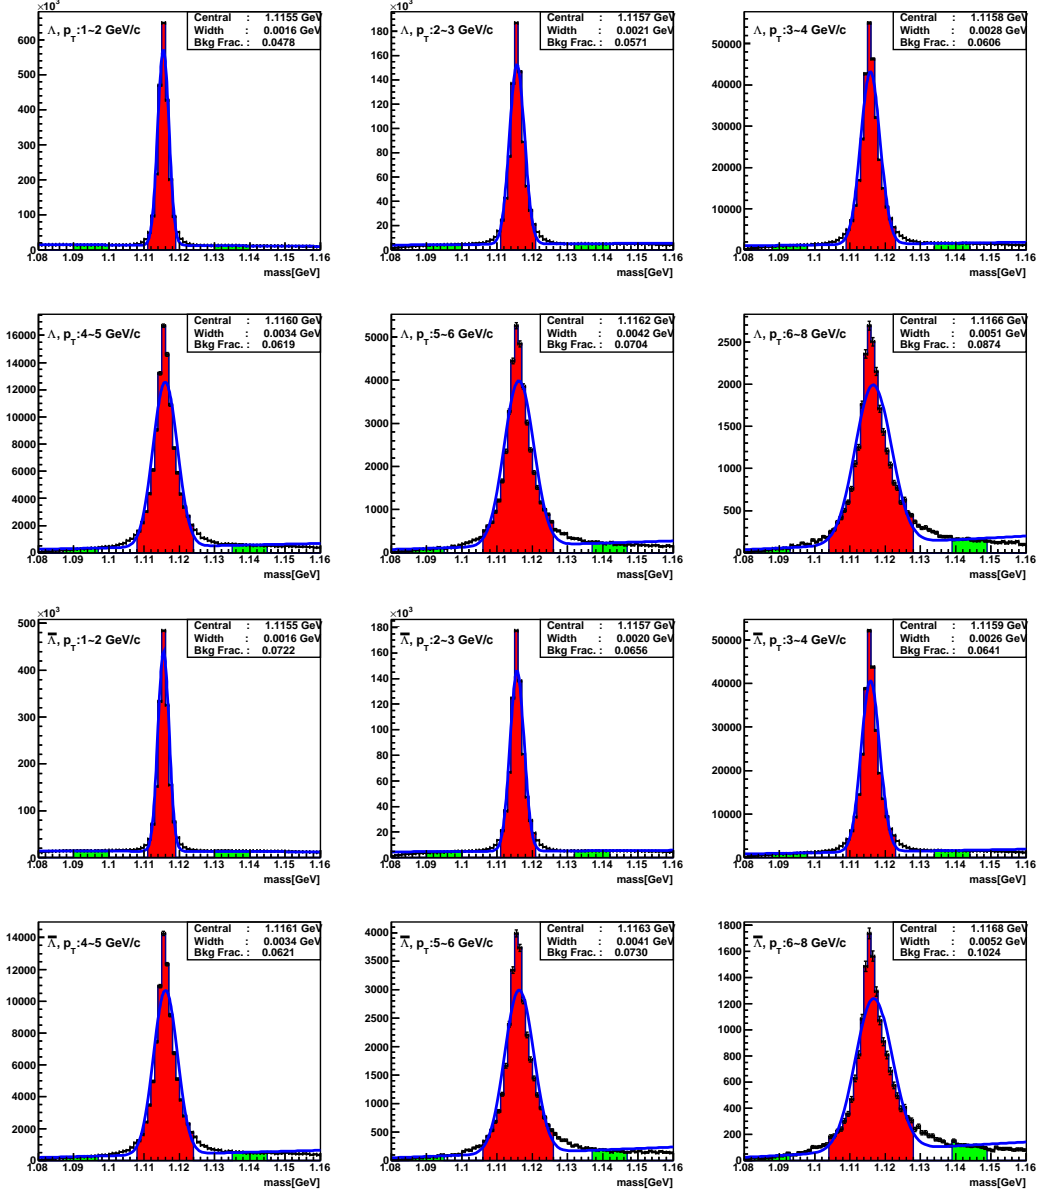 ×10³
Λ, p_T:1~2 GeV/c
Central : 1.1155 GeV
Width : 0.0016 GeV
Bkg Frac. : 0.0478
600
500
400
300
200
100
0
1.08 1.09 1.1 1.11 1.12 1.13 1.14 1.15 1.16
mass[GeV]
×10³
Λ, p_T:2~3 GeV/c
Central : 1.1157 GeV
Width : 0.0021 GeV
Bkg Frac. : 0.0571
180
160
140
120
100
80
60
40
20
0
1.08 1.09 1.1 1.11 1.12 1.13 1.14 1.15 1.16
mass[GeV]
Λ, p_T:3~4 GeV/c
Central : 1.1158 GeV
Width : 0.0028 GeV
Bkg Frac. : 0.0606
50000
40000
30000
20000
10000
0
1.08 1.09 1.1 1.11 1.12 1.13 1.14 1.15 1.16
mass[GeV]
Λ, p_T:4~5 GeV/c
Central : 1.1160 GeV
Width : 0.0034 GeV
Bkg Frac. : 0.0619
16000
14000
12000
10000
8000
6000
4000
2000
0
1.08 1.09 1.1 1.11 1.12 1.13 1.14 1.15 1.16
mass[GeV]
Λ, p_T:5~6 GeV/c
Central : 1.1162 GeV
Width : 0.0042 GeV
Bkg Frac. : 0.0704
5000
4000
3000
2000
1000
0
1.08 1.09 1.1 1.11 1.12 1.13 1.14 1.15 1.16
mass[GeV]
Λ, p_T:6~8 GeV/c
Central : 1.1166 GeV
Width : 0.0051 GeV
Bkg Frac. : 0.0874
2500
2000
1500
1000
500
0
1.08 1.09 1.1 1.11 1.12 1.13 1.14 1.15 1.16
mass[GeV]
×10³
Λ̅, p_T:1~2 GeV/c
Central : 1.1155 GeV
Width : 0.0016 GeV
Bkg Frac. : 0.0722
500
400
300
200
100
0
1.08 1.09 1.1 1.11 1.12 1.13 1.14 1.15 1.16
mass[GeV]
×10³
Λ̅, p_T:2~3 GeV/c
Central : 1.1157 GeV
Width : 0.0020 GeV
Bkg Frac. : 0.0656
180
160
140
120
100
80
60
40
20
0
1.08 1.09 1.1 1.11 1.12 1.13 1.14 1.15 1.16
mass[GeV]
Λ̅, p_T:3~4 GeV/c
Central : 1.1159 GeV
Width : 0.0026 GeV
Bkg Frac. : 0.0641
50000
40000
30000
20000
10000
0
1.08 1.09 1.1 1.11 1.12 1.13 1.14 1.15 1.16
mass[GeV]
Λ̅, p_T:4~5 GeV/c
Central : 1.1161 GeV
Width : 0.0034 GeV
Bkg Frac. : 0.0621
14000
12000
10000
8000
6000
4000
2000
0
1.08 1.09 1.1 1.11 1.12 1.13 1.14 1.15 1.16
mass[GeV]
Λ̅, p_T:5~6 GeV/c
Central : 1.1163 GeV
Width : 0.0041 GeV
Bkg Frac. : 0.0730
4000
3500
3000
2500
2000
1500
1000
500
0
1.08 1.09 1.1 1.11 1.12 1.13 1.14 1.15 1.16
mass[GeV]
Λ̅, p_T:6~8 GeV/c
Central : 1.1168 GeV
Width : 0.0052 GeV
Bkg Frac. : 0.1024
1800
1600
1400
1200
1000
800
600
400
200
0
1.08 1.09 1.1 1.11 1.12 1.13 1.14 1.15 1.16
mass[GeV]